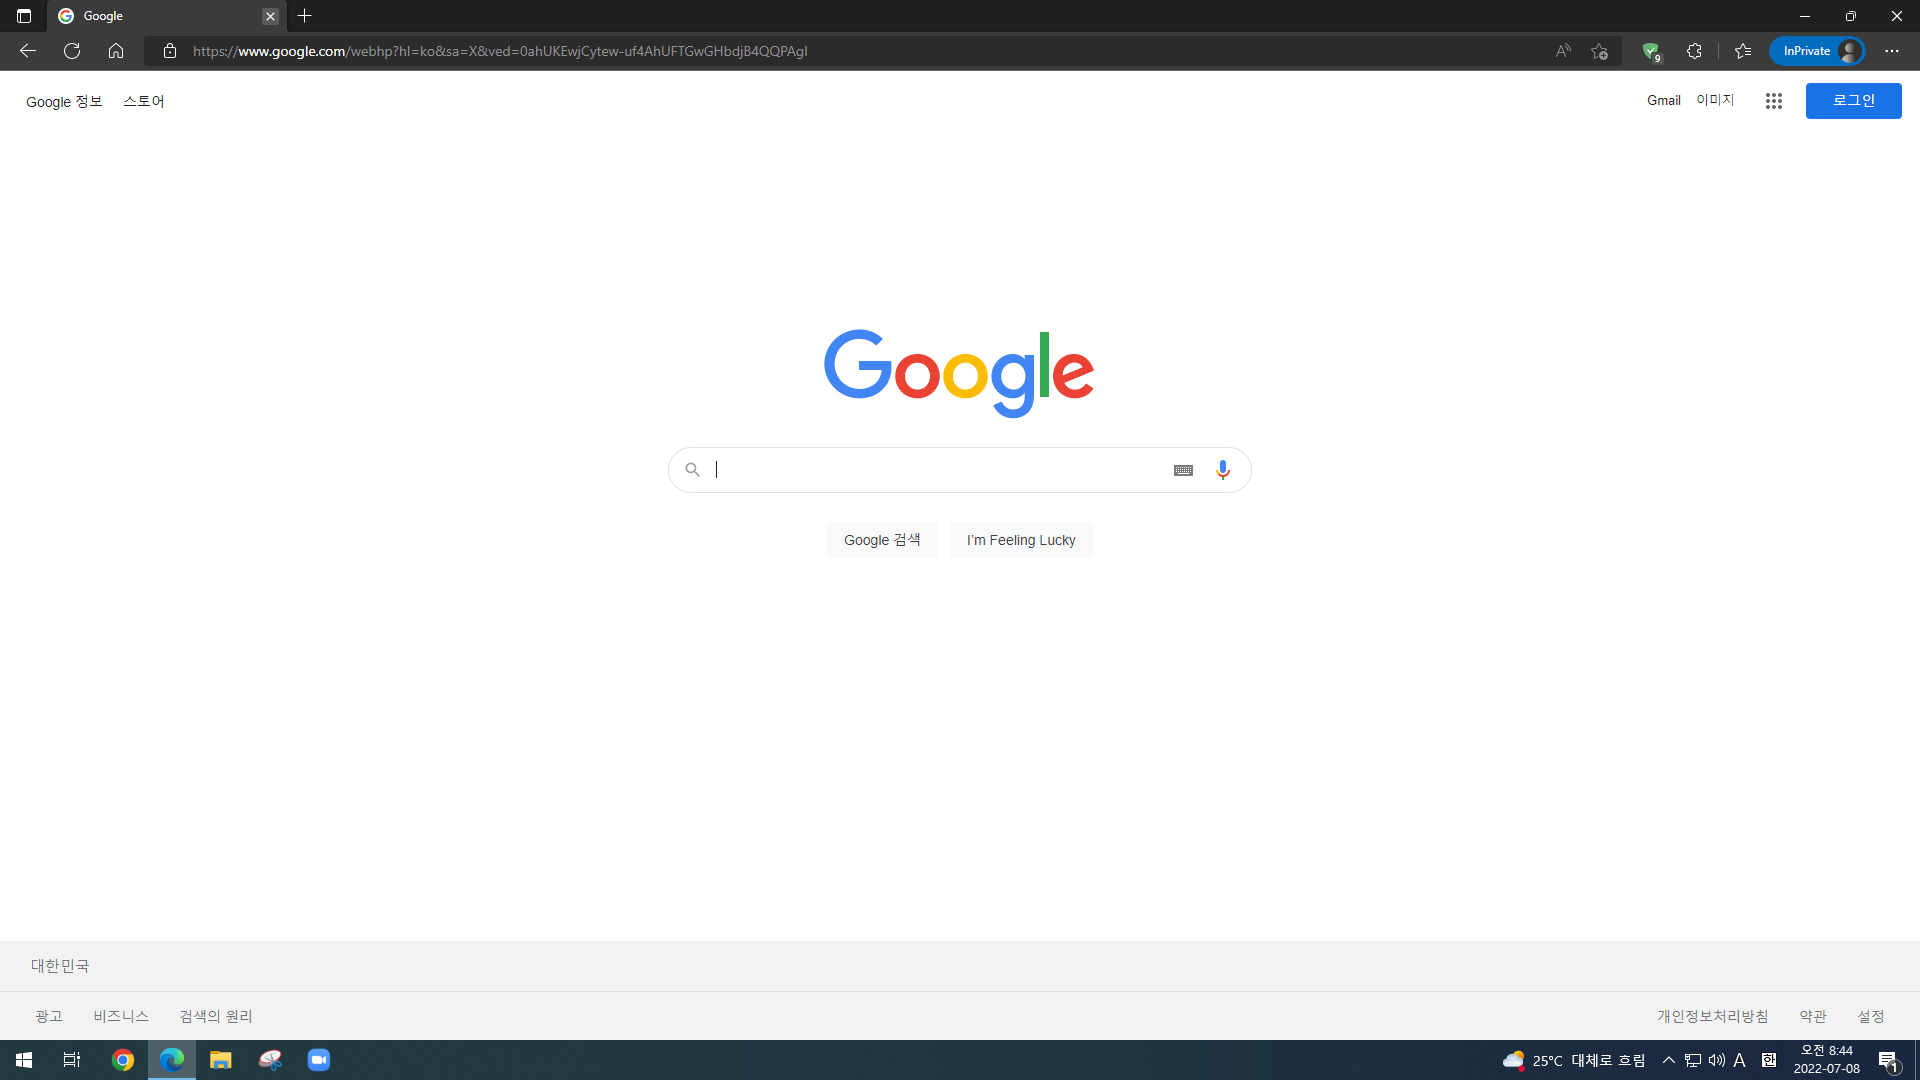 Google
https://www.google.com/webhp?hl=ko&sa=X&ved=0ahUKEwjCytew-uf4AhUFTGwGHbdjB4QQPAgI
9
InPrivate
Google 정보 스토어
Gmail 이미지
로그인
Google
Google 검색
I'm Feeling Lucky
대한민국
광고 비즈니스 검색의 원리
개인정보처리방침 약관 설정
25°C 대체로 흐림
A 한
오전 8:44
2022-07-08
1